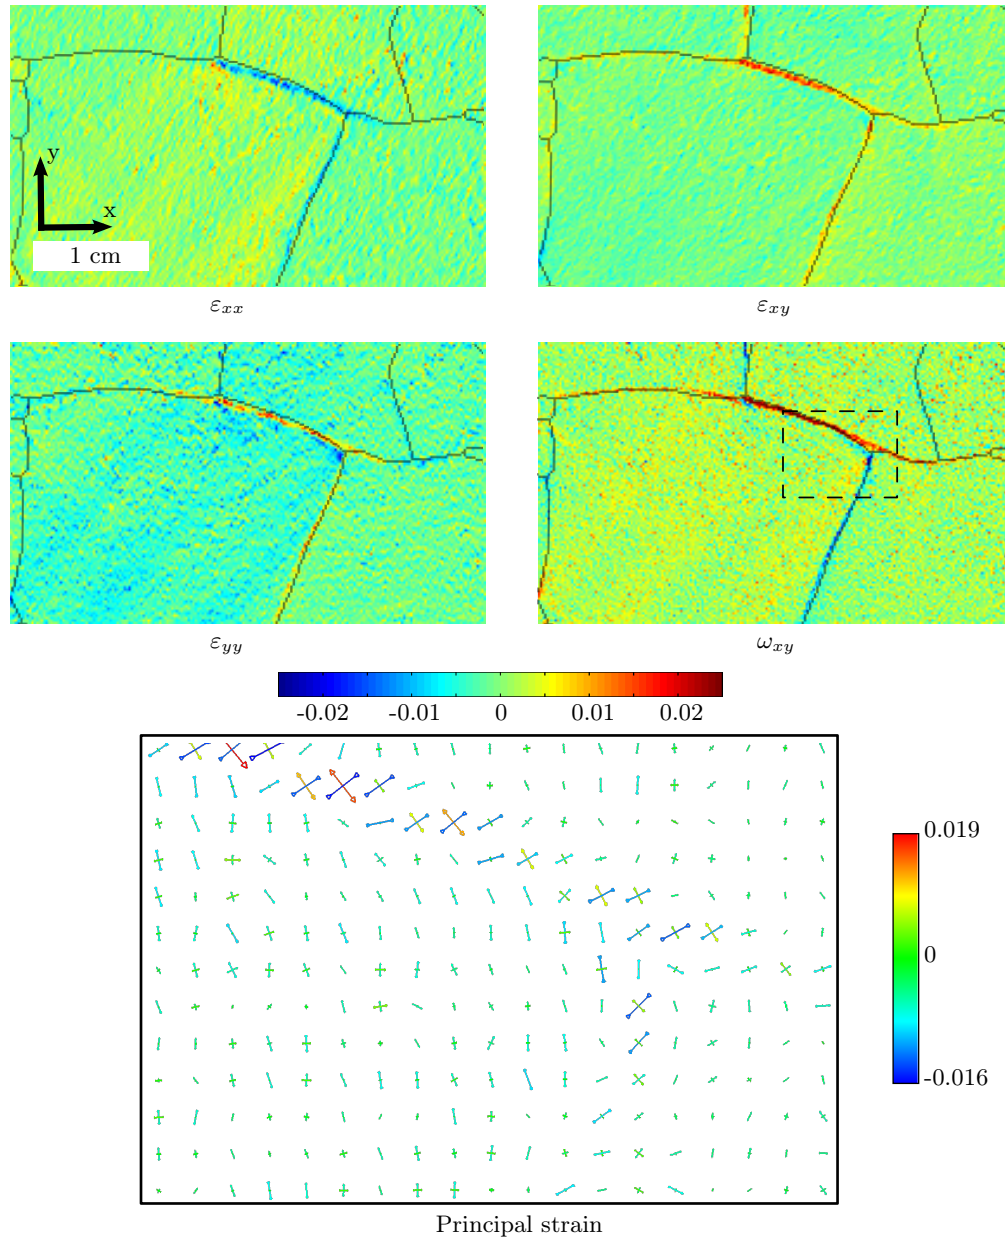 y
x
1 cm
εxx
εxy
εyy
ωxy
-0.02 -0.01 0 0.01 0.02
0.019
0
-0.016
Principal strain